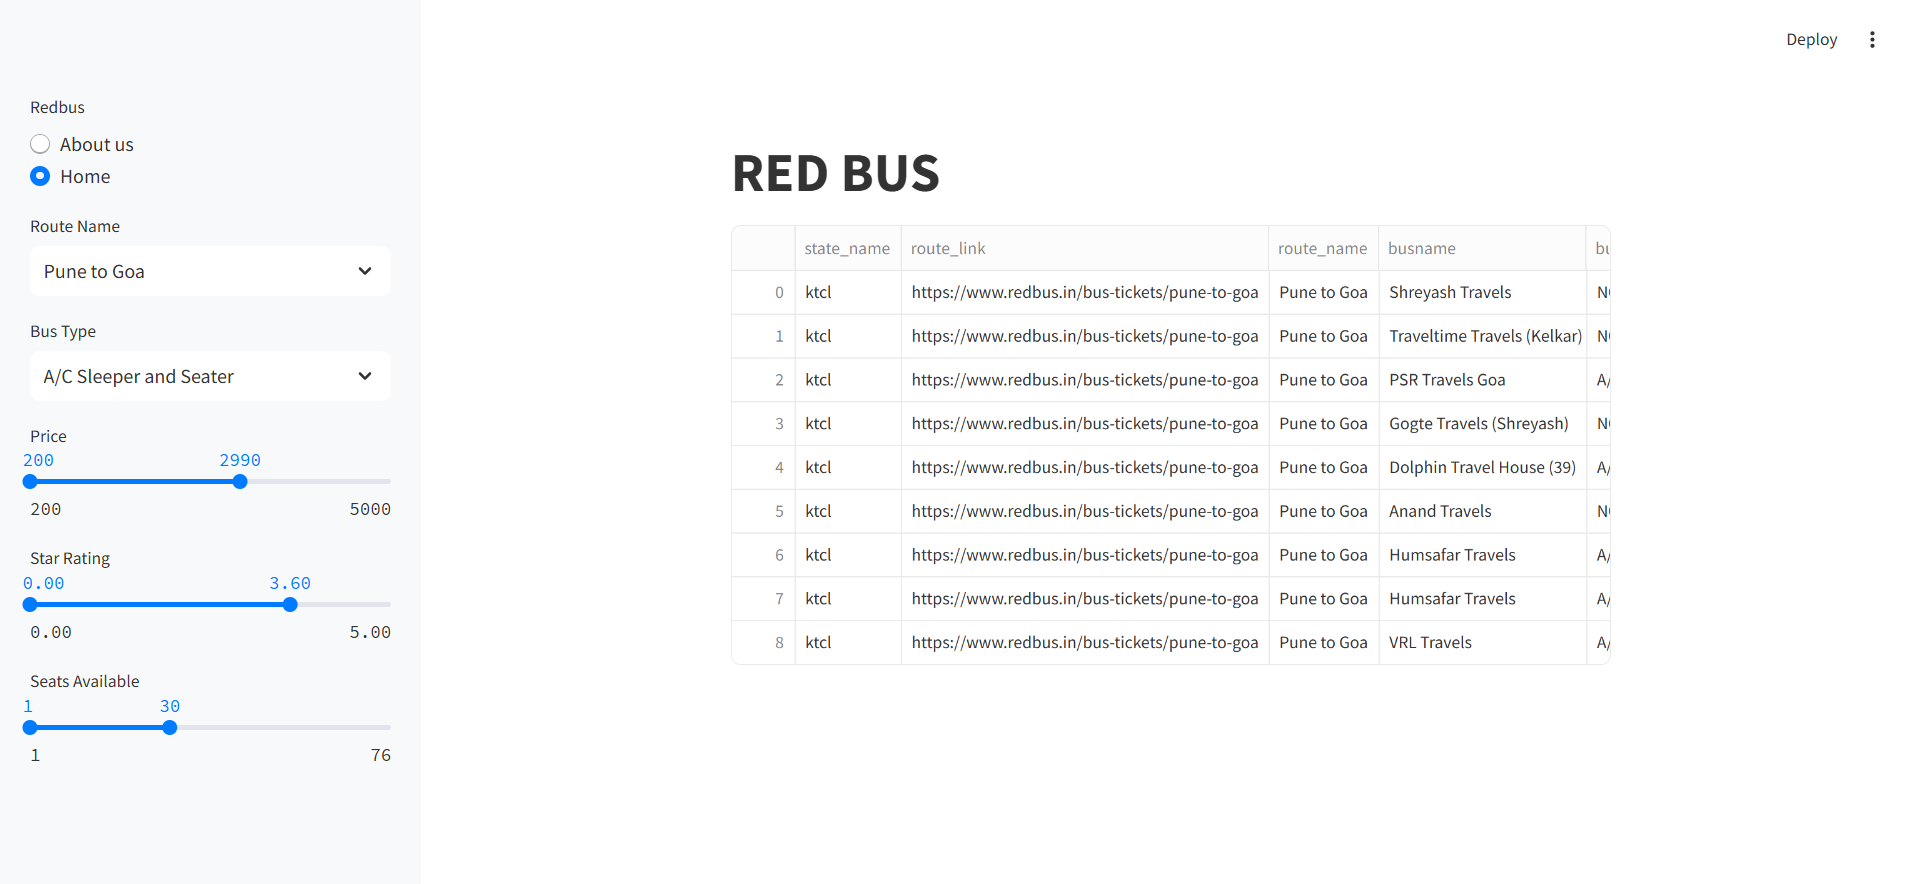 Deploy
Redbus
About us
Home
Route Name
Pune to Goa
Bus Type
A/C Sleeper and Seater
Price
200 2990
200 5000
Star Rating
0.00 3.60
0.00 5.00
Seats Available
1 30
1 76
RED BUS
state_name route_link route_name busname
0 ktcl https://www.redbus.in/bus-tickets/pune-to-goa Pune to Goa Shreyash Travels
1 ktcl https://www.redbus.in/bus-tickets/pune-to-goa Pune to Goa Traveltime Travels (Kelkar)
2 ktcl https://www.redbus.in/bus-tickets/pune-to-goa Pune to Goa PSR Travels Goa A/
3 ktcl https://www.redbus.in/bus-tickets/pune-to-goa Pune to Goa Gogte Travels (Shreyash)
4 ktcl https://www.redbus.in/bus-tickets/pune-to-goa Pune to Goa Dolphin Travel House (39) A/
5 ktcl https://www.redbus.in/bus-tickets/pune-to-goa Pune to Goa Anand Travels
6 ktcl https://www.redbus.in/bus-tickets/pune-to-goa Pune to Goa Humsafar Travels A/
7 ktcl https://www.redbus.in/bus-tickets/pune-to-goa Pune to Goa Humsafar Travels A/
8 ktcl https://www.redbus.in/bus-tickets/pune-to-goa Pune to Goa VRL Travels A/